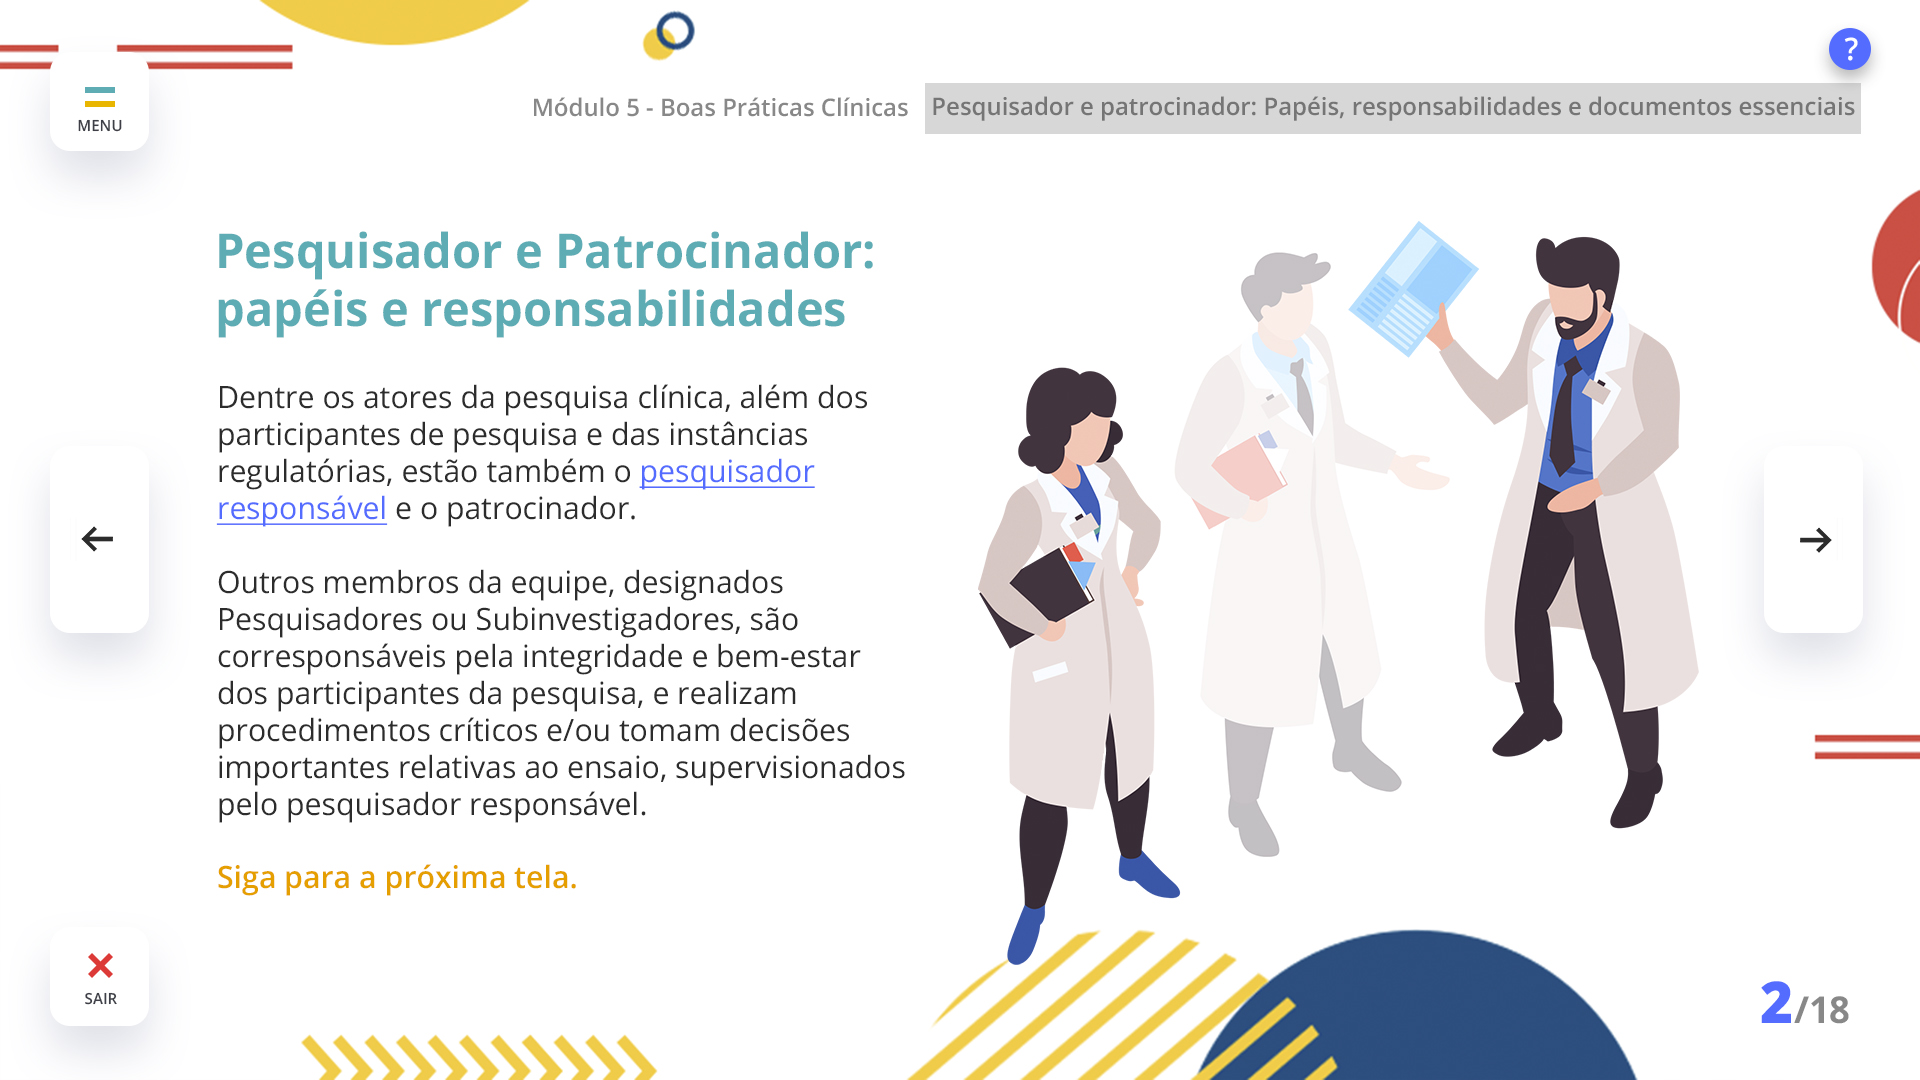 ?
MENU
Módulo 5 - Boas Práticas Clínicas
Pesquisador e patrocinador: Papéis, responsabilidades e documentos essenciais
Pesquisador e Patrocinador:
papéis e responsabilidades
Dentre os atores da pesquisa clínica, além dos
participantes de pesquisa e das instâncias
regulatórias, estão também o pesquisador
responsável e o patrocinador.
Outros membros da equipe, designados
Pesquisadores ou Subinvestigadores, são
corresponsáveis pela integridade e bem-estar
dos participantes da pesquisa, e realizam
procedimentos críticos e/ou tomam decisões
importantes relativas ao ensaio, supervisionados
pelo pesquisador responsável.
Siga para a próxima tela.
SAIR
2/18